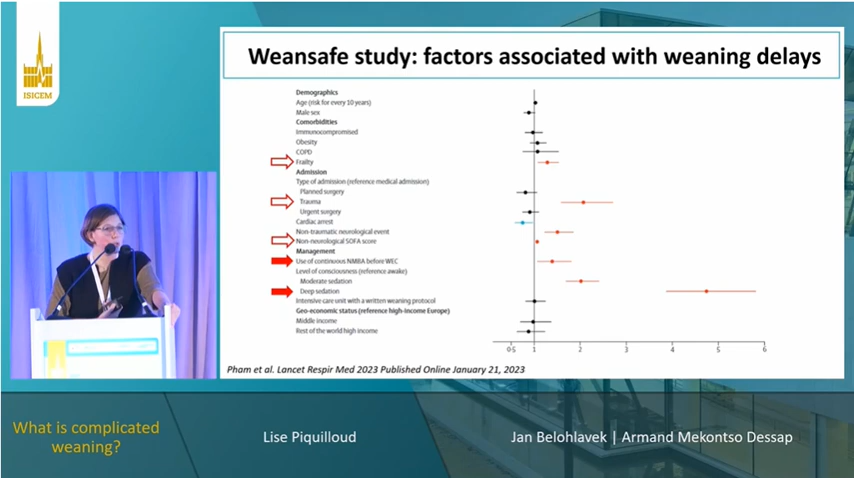 ISICEM
Weansafe study: factors associated with weaning delays
Demographics
Age (risk for every 10 years)
Male sex
Comorbidities
Immunocompromised
Obesity
COPD
Frailty
Admission
Type of admission (reference medical admission)
Planned surgery
Trauma
Urgent surgery
Cardiac arrest
Non-traumatic neurological event
Non-neurological SOFA score
Management
Use of continuous NMBA before WEC
Level of consciousness (reference awake)
Moderate sedation
Deep sedation
Intensive care unit with a written weaning protocol
Geo-economic status (reference high-income Europe)
Middle income
Rest of the world high income
0·5 1 2 3 4 5 6
Pham et al. Lancet Respir Med 2023 Published Online January 21, 2023
What is complicated
weaning?
Lise Piquilloud
Jan Belohlavek | Armand Mekontso Dessap